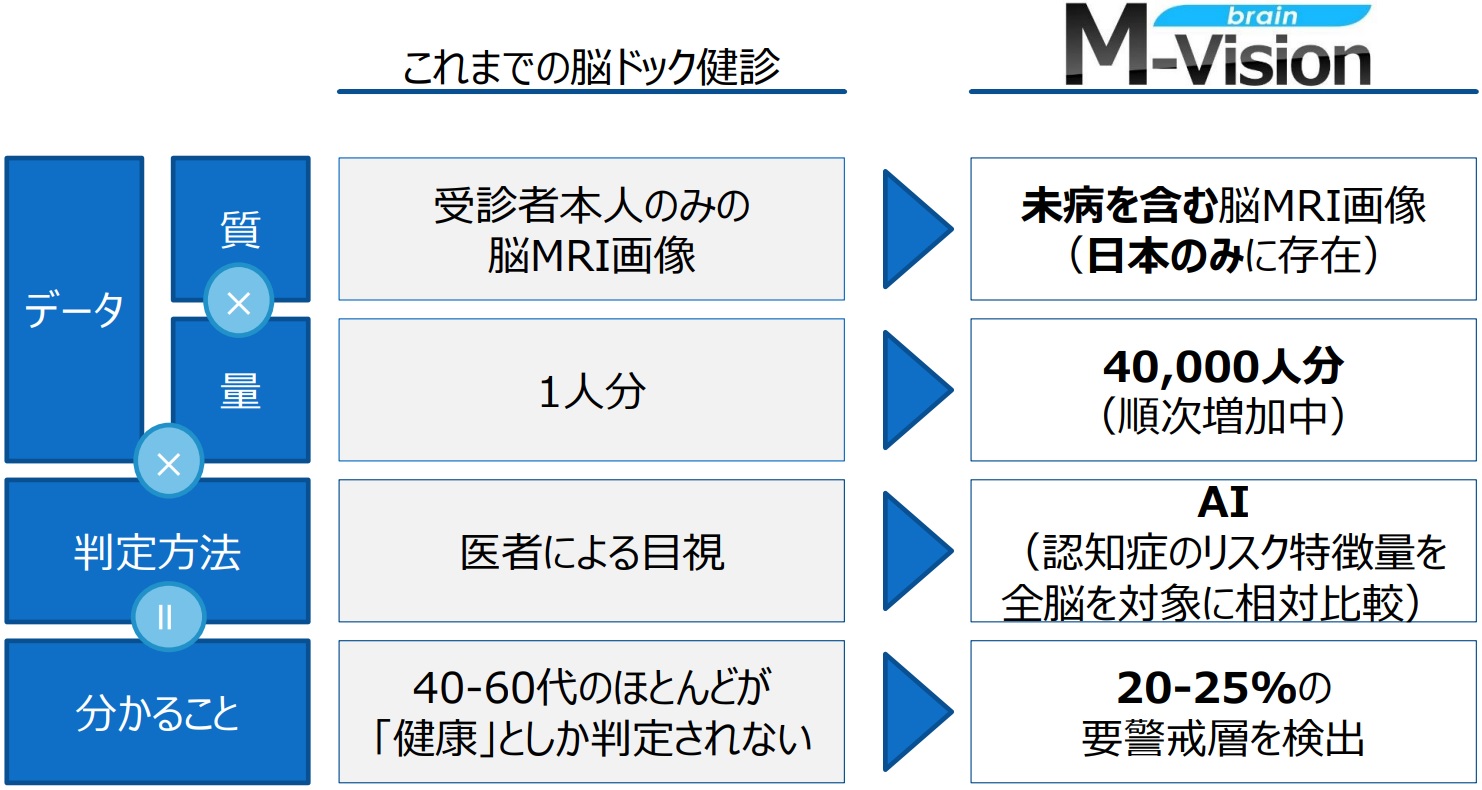 これまでの脳ドック健診
brain
M-Vision
データ
質
×
量
受診者本人のみの
脳MRI画像
未病を含む脳MRI画像
（日本のみに存在）
1人分
40,000人分
（順次増加中）
×
判定方法
医者による目視
AI
（認知症のリスク特徴量を
全脳を対象に相対比較）
=
分かること
40-60代のほとんどが
「健康」としか判定されない
20-25%の
要警戒層を検出